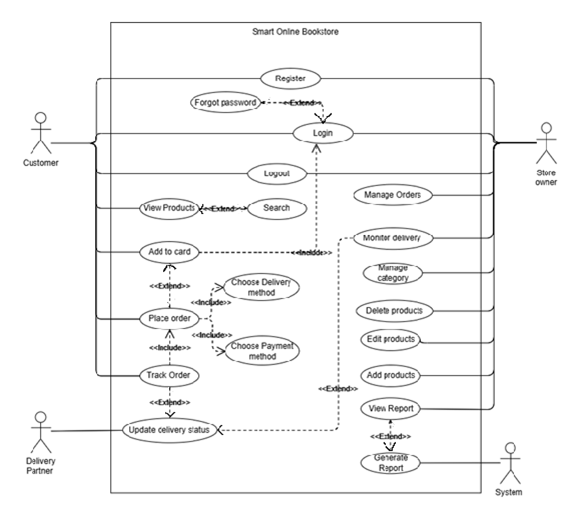 Smart Online Bookstore
Register
Forgot password
<<Extend>>
Login
Customer
Store
owner
Logout
Manage Orders
View Products
<<Extend>>
Search
Monitor delivery
Add to card
<<Include>>
Manage
category
<<Extend>>
Choose Delivery
method
<<Include>>
Place order
Delete products
<<Include>>
<<Include>>
Choose Payment
method
Edit products
Track Order
Add products
<<Extend>>
<<Extend>>
View Report
Update delivery status
<<Extend>>
Delivery
Partner
Generate
Report
System